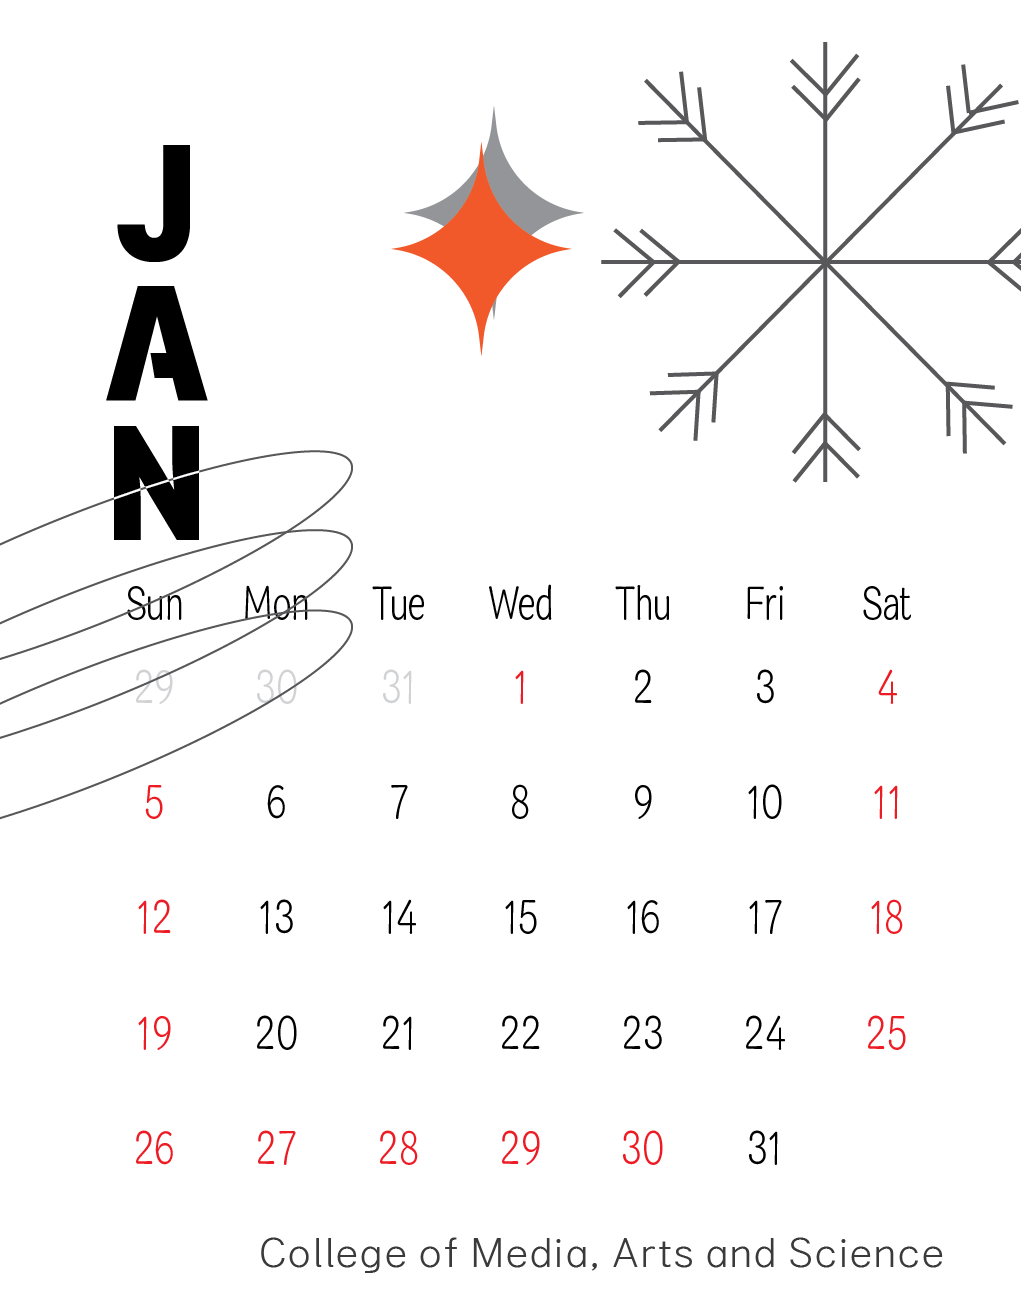 JAN
Sun Mon Tue Wed Thu Fri Sat
29 30 31 1 2 3 4
5 6 7 8 9 10 11
12 13 14 15 16 17 18
19 20 21 22 23 24 25
26 27 28 29 30 31
College of Media, Arts and Science